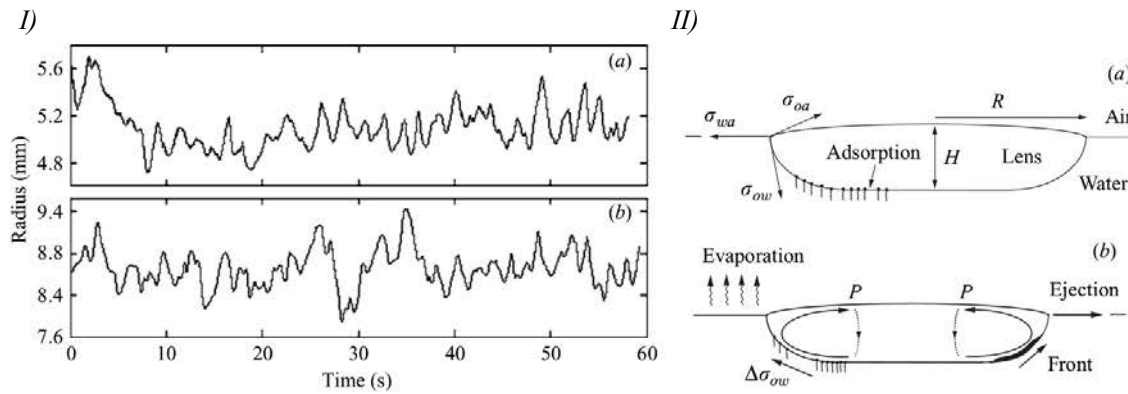 I)
(a)
5.6
5.2
4.8
Radius (mm)
(b)
9.4
8.8
8.4
7.6
0 10 20 30 40 50 60
Time (s)
II)
(a)
σoa
R
σwa
Air
Adsorption
H
Lens
σow
Water
(b)
Evaporation
P P
Ejection
Δσow
Front